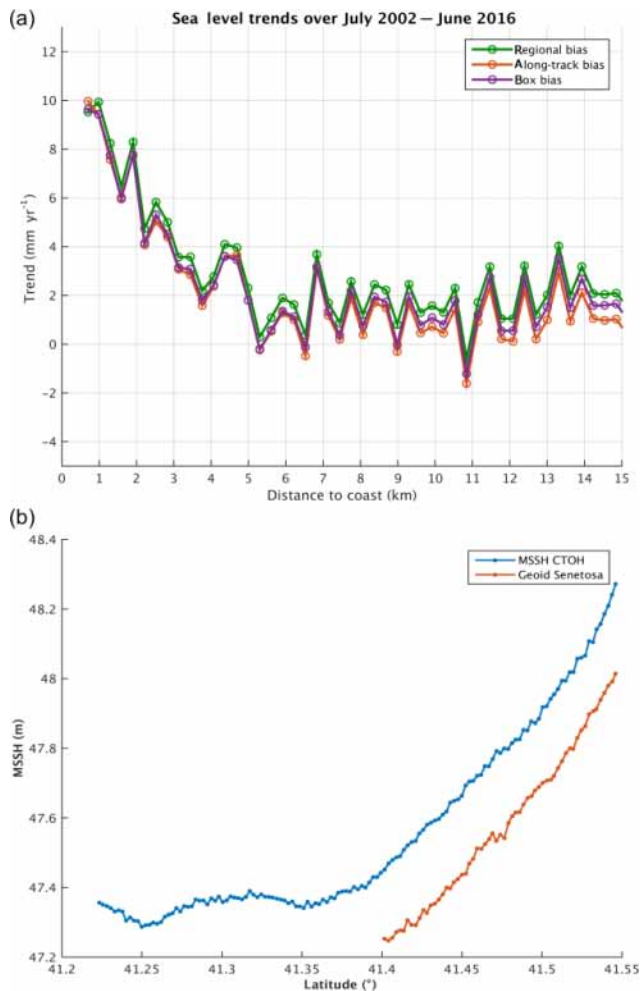 (a)
Sea level trends over July 2002 — June 2016
12
10
8
6
4
2
0
−2
−4
Trend (mm yr⁻¹)
Regional bias
Along-track bias
Box bias
0 1 2 3 4 5 6 7 8 9 10 11 12 13 14 15
Distance to coast (km)
(b)
48.4
48.2
48
47.8
47.6
47.4
47.2
MSSH (m)
MSSH CTOH
Geoid Senetosa
41.2 41.25 41.3 41.35 41.4 41.45 41.5 41.55
Latitude (°)